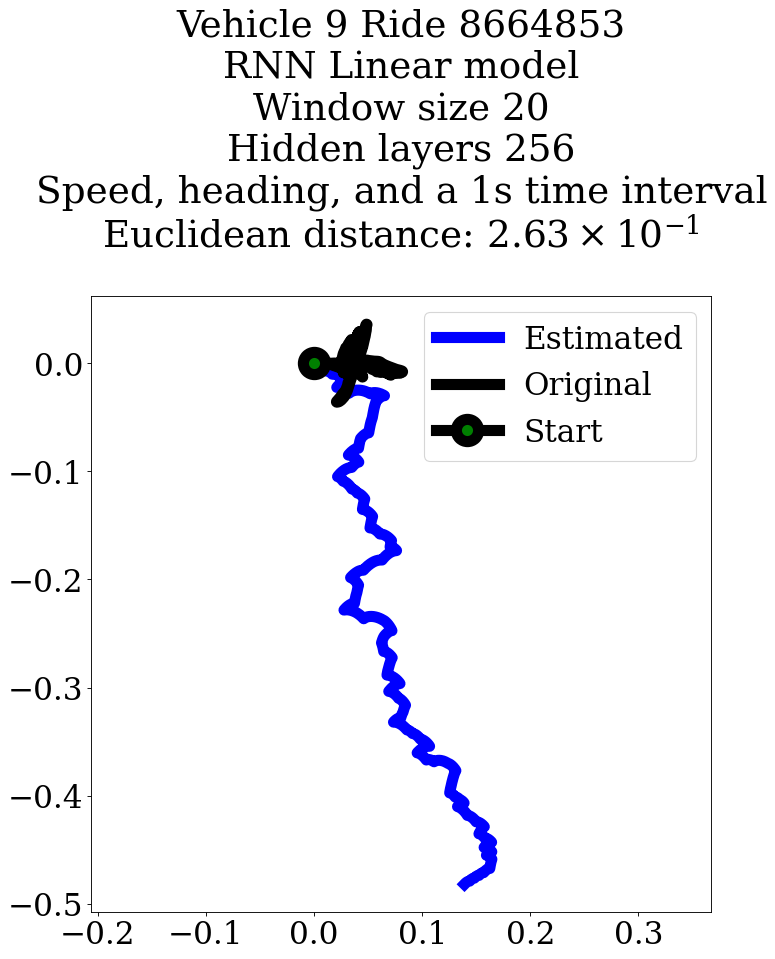 Vehicle 9 Ride 8664853
RNN Linear model
Window size 20
Hidden layers 256
Speed, heading, and a 1s time interval
Euclidean distance: 2.63 × 10⁻¹
Estimated
Original
Start
0.0
−0.1
−0.2
−0.3
−0.4
−0.5
−0.2 −0.1 0.0 0.1 0.2 0.3